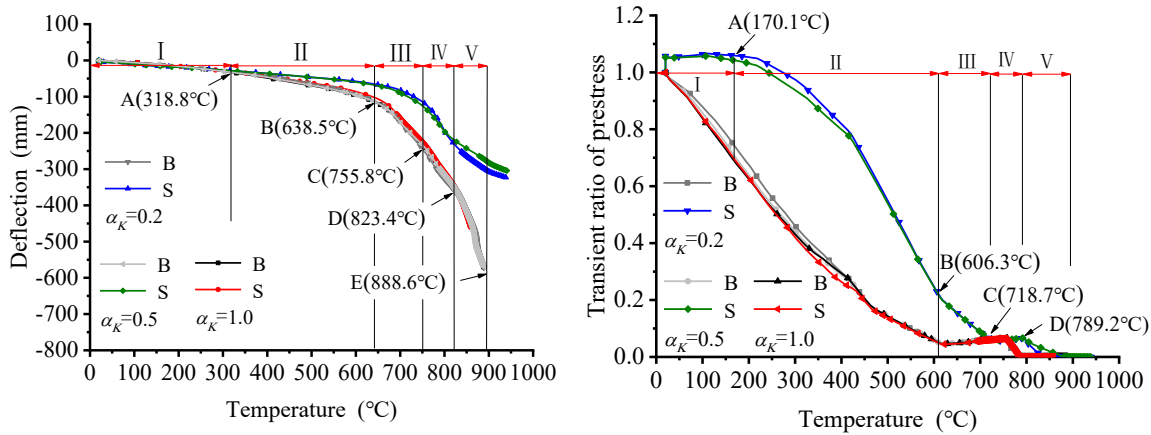 0
-100
-200
-300
-400
-500
-600
-700
-800
Deflection (mm)
I II III IV V
A(318.8℃)
B(638.5℃)
C(755.8℃)
D(823.4℃)
E(888.6℃)
B
S
αK=0.2
B B
S S
αK=0.5 αK=1.0
0 100 200 300 400 500 600 700 800 900 1000
Temperature (℃)
1.2
1.0
0.8
0.6
0.4
0.2
0.0
Transient ratio of prestress
A(170.1℃)
I II III IV V
B
S
αK=0.2
B(606.3℃)
C(718.7℃)
D(789.2℃)
B B
S S
αK=0.5 αK=1.0
0 100 200 300 400 500 600 700 800 900 1000
Temperature (℃)